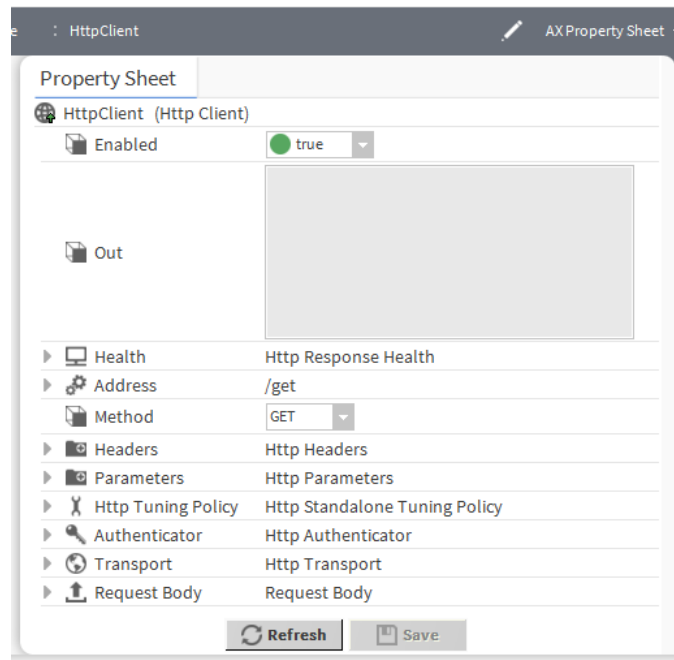 e : HttpClient AX Property Sheet
Property Sheet
HttpClient (Http Client)
Enabled true
Out
Health Http Response Health
Address /get
Method GET
Headers Http Headers
Parameters Http Parameters
Http Tuning Policy Http Standalone Tuning Policy
Authenticator Http Authenticator
Transport Http Transport
Request Body Request Body
Refresh Save